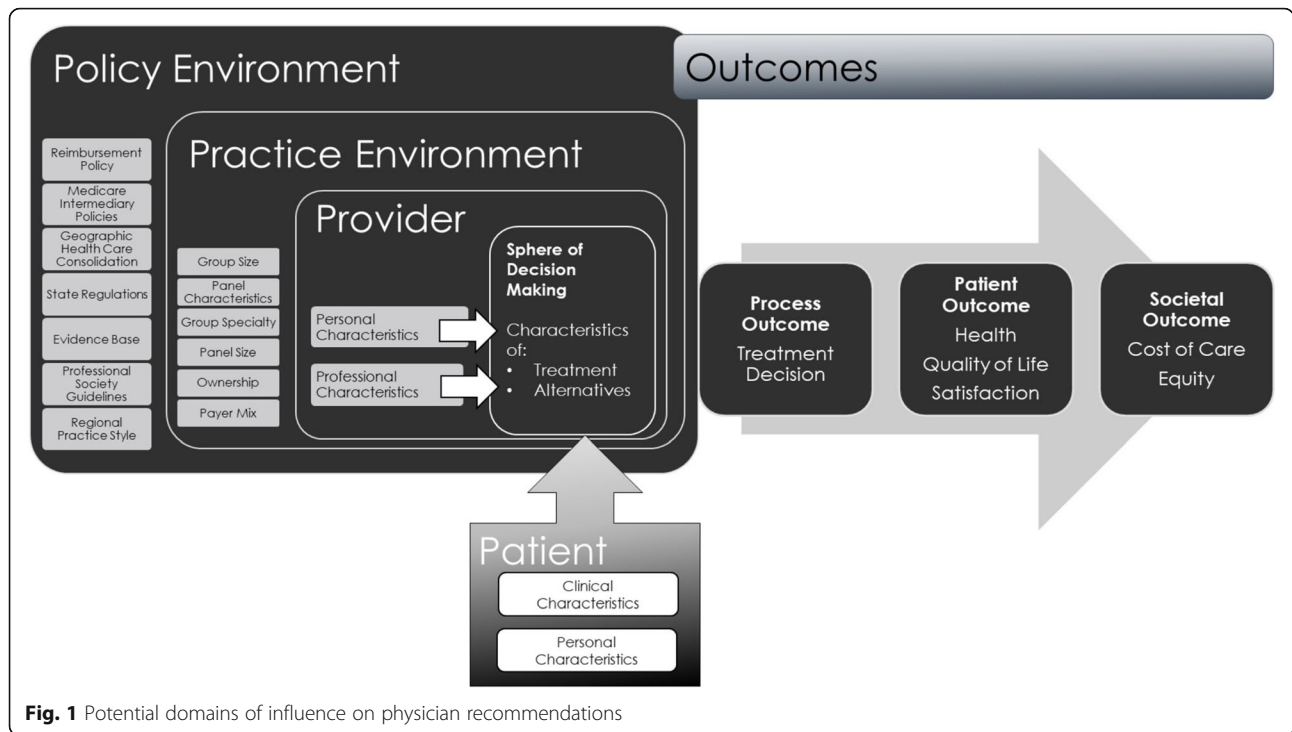 Policy Environment
Outcomes
Reimbursement
Policy
Medicare
Intermediary
Policies
Geographic
Health Care
Consolidation
State Regulations
Evidence Base
Professional
Society
Guidelines
Regional
Practice Style
Practice Environment
Group Size
Panel
Characteristics
Group Specialty
Panel Size
Ownership
Payer Mix
Provider
Personal
Characteristics
Professional
Characteristics
Sphere of
Decision
Making
Characteristics
of:
• Treatment
• Alternatives
Process
Outcome
Treatment
Decision
Patient
Outcome
Health
Quality of Life
Satisfaction
Societal
Outcome
Cost of Care
Equity
Patient
Clinical
Characteristics
Personal
Characteristics
Fig. 1 Potential domains of influence on physician recommendations